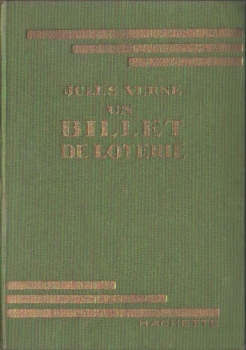 JULES VERNE
UN
BILLET
DE LOTERIE
HACHETTE